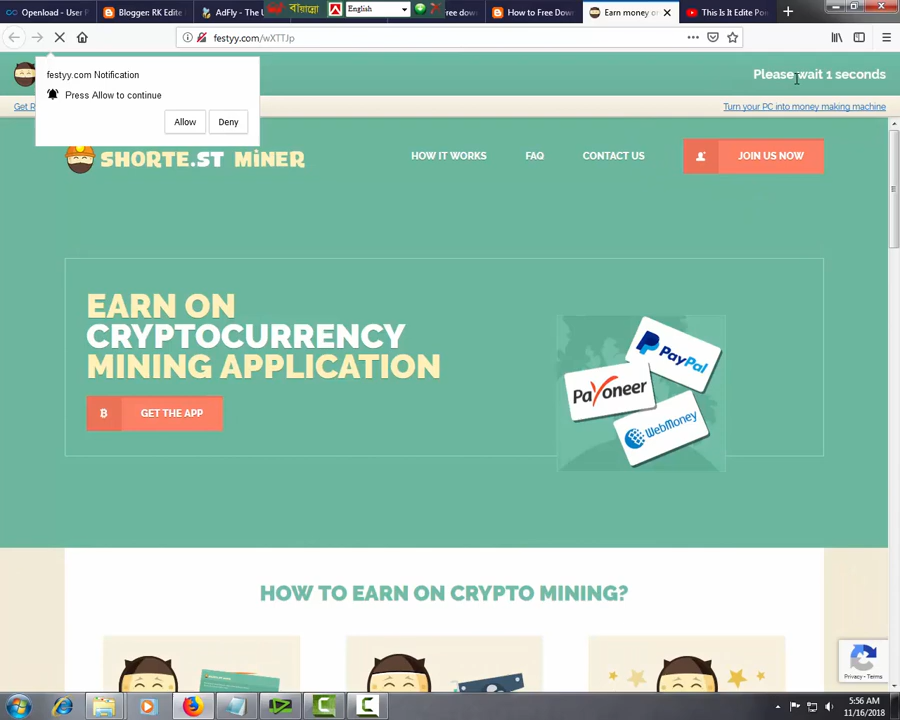 Openload - User P
Blogger: RK Edite
AdFly - The U
বাংলা
English
ree dow
How to Free Dow
Earn money o
This Is It Edite Po
festyy.com/wXTTJp
festyy.com Notification
Press Allow to continue
Allow Deny
Please wait 1 seconds
Get R
Turn your PC into money making machine
SHORTE.ST MiNER
HOW IT WORKS FAQ CONTACT US JOIN US NOW
EARN ON
CRYPTOCURRENCY
MINING APPLICATION
GET THE APP
PayPal
Payoneer
WebMoney
HOW TO EARN ON CRYPTO MINING?
Privacy - Terms
5:56 AM
11/16/2018